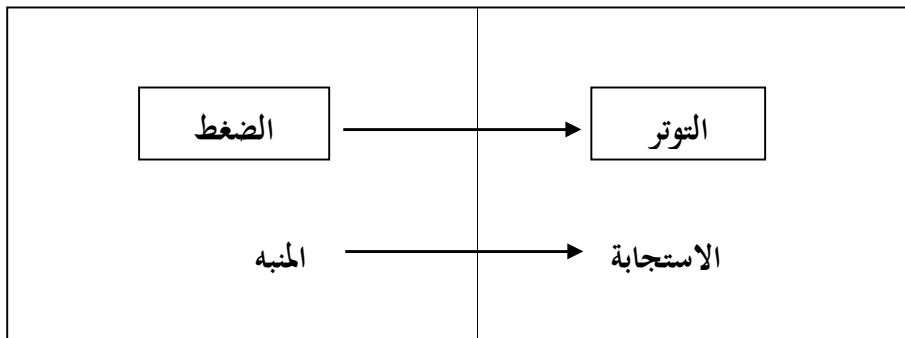 الضغط
التوتر
المنبه
الاستجابة